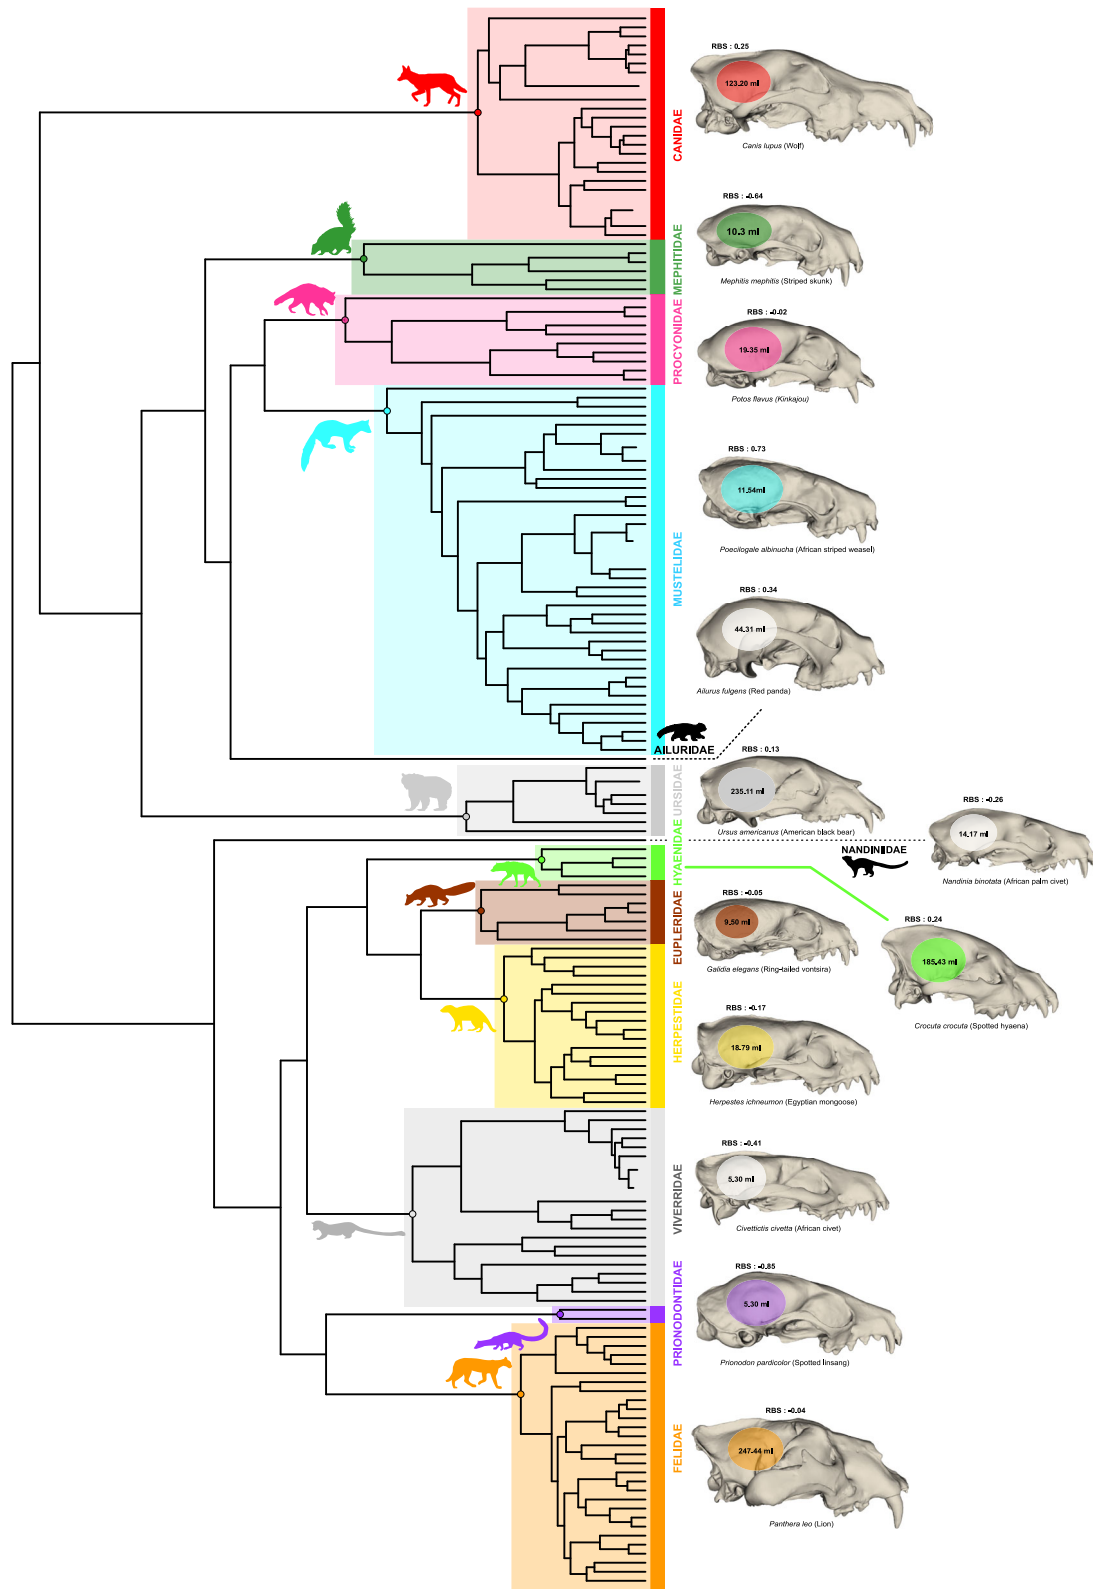 RBS : 0.25
123.20 ml
Canis lupus (Wolf)
CANIDAE
RBS : -0.64
10.3 ml
Mephitis mephitis (Striped skunk)
MEPHITIDAE
RBS : -0.02
19.35 ml
Potos flavus (Kinkajou)
PROCYONIDAE
RBS : 0.73
11.54ml
Poecilogale albinucha (African striped weasel)
MUSTELIDAE
RBS : 0.34
44.31 ml
Ailurus fulgens (Red panda)
AILURIDAE
RBS : 0.13
235.11 ml
Ursus americanus (American black bear)
URSIDAE
RBS : -0.26
14.17 ml
Nandinia binotata (African palm civet)
NANDINIDAE
HYAENIDAE
RBS : -0.05
9.50 ml
Galidia elegans (Ring-tailed vontsira)
EUPLERIDAE
RBS : 0.24
185.43 ml
Crocuta crocuta (Spotted hyaena)
RBS : -0.17
18.79 ml
Herpestes ichneumon (Egyptian mongoose)
HERPESTIDAE
RBS : -0.41
5.30 ml
Civettictis civetta (African civet)
VIVERRIDAE
RBS : -0.85
5.30 ml
Prionodon pardicolor (Spotted linsang)
PRIONODONTIDAE
RBS : -0.04
247.44 ml
Panthera leo (Lion)
FELIDAE